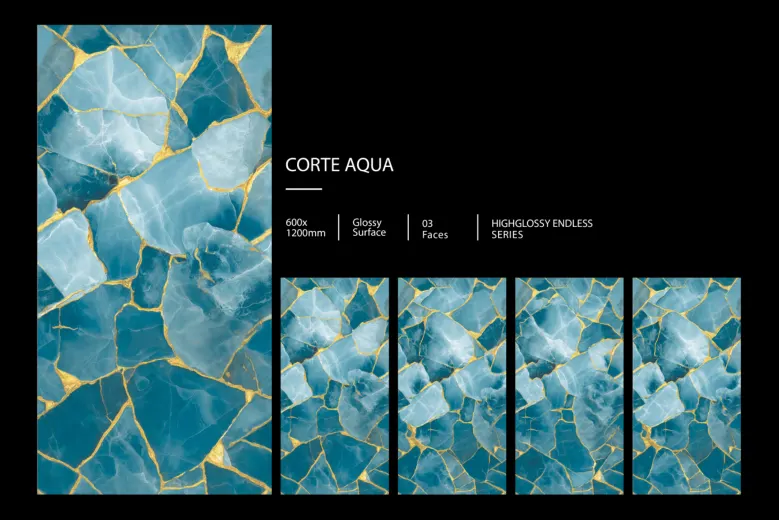 CORTE AQUA
600x
1200mm
Glossy
Surface
03
Faces
HIGHGLOSSY ENDLESS
SERIES